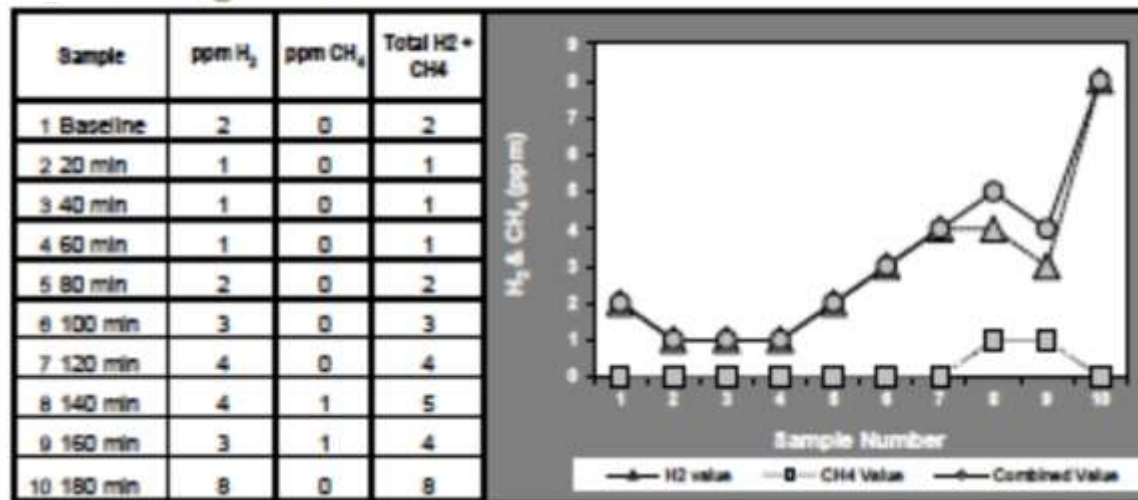 Sample ppm H₂ ppm CH₄ Total H2 + CH4
1 Baseline 2 0 2
2 20 min 1 0 1
3 40 min 1 0 1
4 60 min 1 0 1
5 80 min 2 0 2
6 100 min 3 0 3
7 120 min 4 0 4
8 140 min 4 1 5
9 160 min 3 1 4
10 180 min 8 0 8
H₂ & CH₄ (ppm)
9
8
7
6
5
4
3
2
1
0
1 2 3 4 5 6 7 8 9 10
Sample Number
H2 value CH4 Value Combined Value